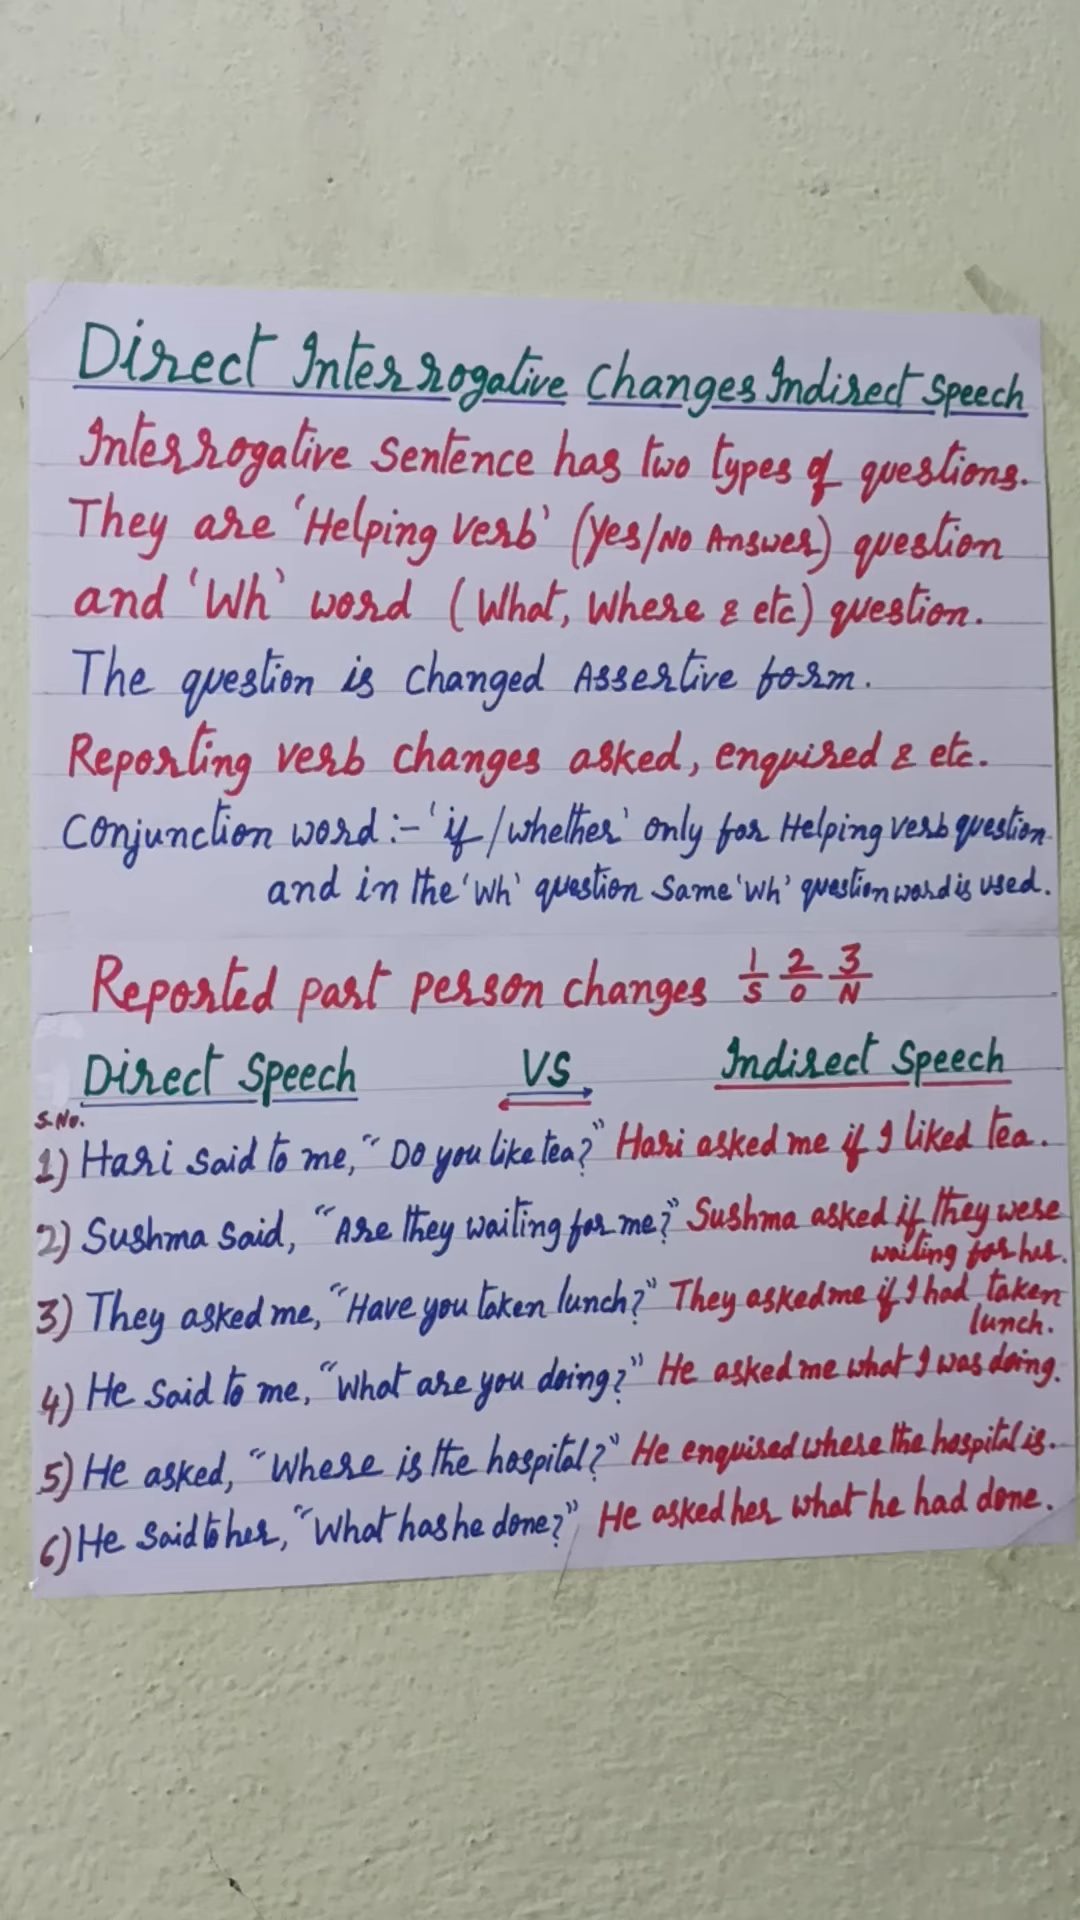 Direct Interrogative Changes Indirect Speech
Interrogative Sentence has two types of questions.
They are 'Helping verb' (Yes/No Answer) question
and 'Wh' word (What, Where & etc) question.
The question is changed Assertive form.
Reporting verb changes asked, enquired & etc.
Conjunction word :- 'if/whether' only for Helping verb question
and in the 'Wh' question Same 'Wh' question word is used.
Reported part person changes 1/S 2/O 3/N
Direct Speech VS Indirect Speech
S.No.
1) Hari said to me, "Do you like tea?" Hari asked me if I liked tea.
2) Sushma said, "Are they waiting for me?" Sushma asked if they were
waiting for her.
3) They asked me, "Have you taken lunch?" They asked me if I had taken
lunch.
4) He said to me, "What are you doing?" He asked me what I was doing.
5) He asked, "Where is the hospital?" He enquired where the hospital is.
6) He said to her, "What has he done?" He asked her what he had done.